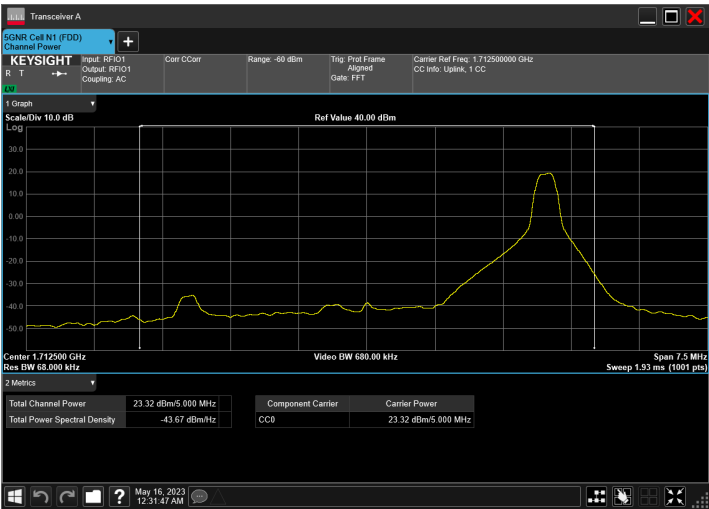 Transceiver A
5GNR Cell N1 (FDD)
Channel Power
KEYSIGHT
R T
LXI
Input: RFIO1
Output: RFIO1
Coupling: AC
Corr CCorr
Range: -60 dBm
Trig: Prot Frame
Aligned
Gate: FFT
Carrier Ref Freq: 1.712500000 GHz
CC Info: Uplink, 1 CC
1 Graph
Scale/Div 10.0 dB
Ref Value 40.00 dBm
Log
30.0
20.0
10.0
0.00
-10.0
-20.0
-30.0
-40.0
-50.0
Center 1.712500 GHz
Video BW 680.00 kHz
Span 7.5 MHz
Res BW 68.000 kHz
Sweep 1.93 ms (1001 pts)
2 Metrics
Total Channel Power 23.32 dBm/5.000 MHz
Total Power Spectral Density -43.67 dBm/Hz
Component Carrier Carrier Power
CC0 23.32 dBm/5.000 MHz
?
May 16, 2023
12:31:47 AM